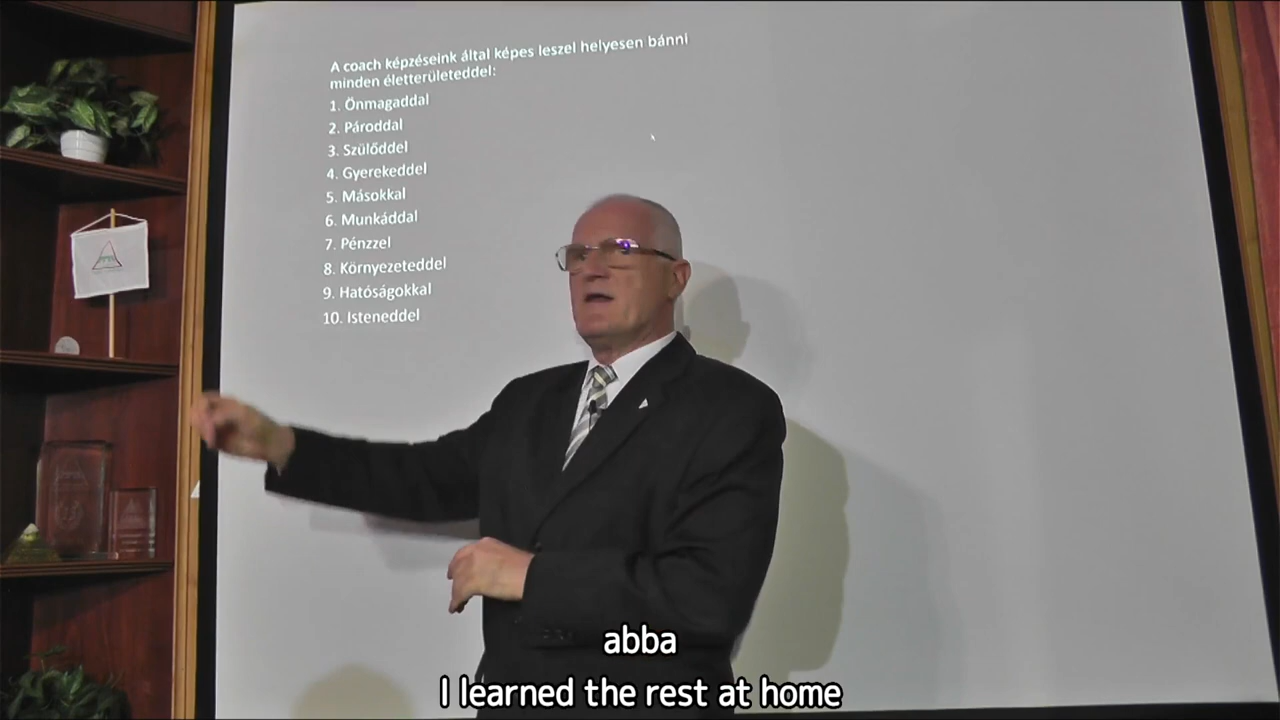 A coach képzéseink által képes leszel helyesen bánni
minden életterületeddel:
1. Önmagaddal
2. Pároddal
3. Szülőddel
4. Gyerekeddel
5. Másokkal
6. Munkáddal
7. Pénzzel
8. Környezeteddel
9. Hatóságokkal
10. Isteneddel
abba
I learned the rest at home